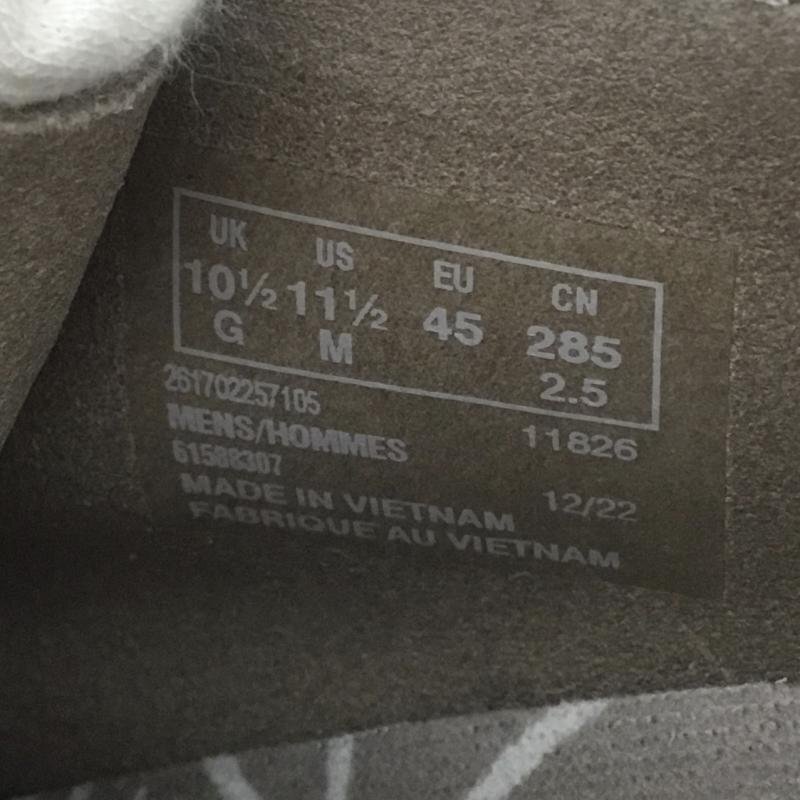 UK US EU CN
10½ 11½ 45 285
G M 2.5
261702257105
MENS/HOMMES 11826
61588307
MADE IN VIETNAM 12/22
FABRIQUE AU VIETNAM